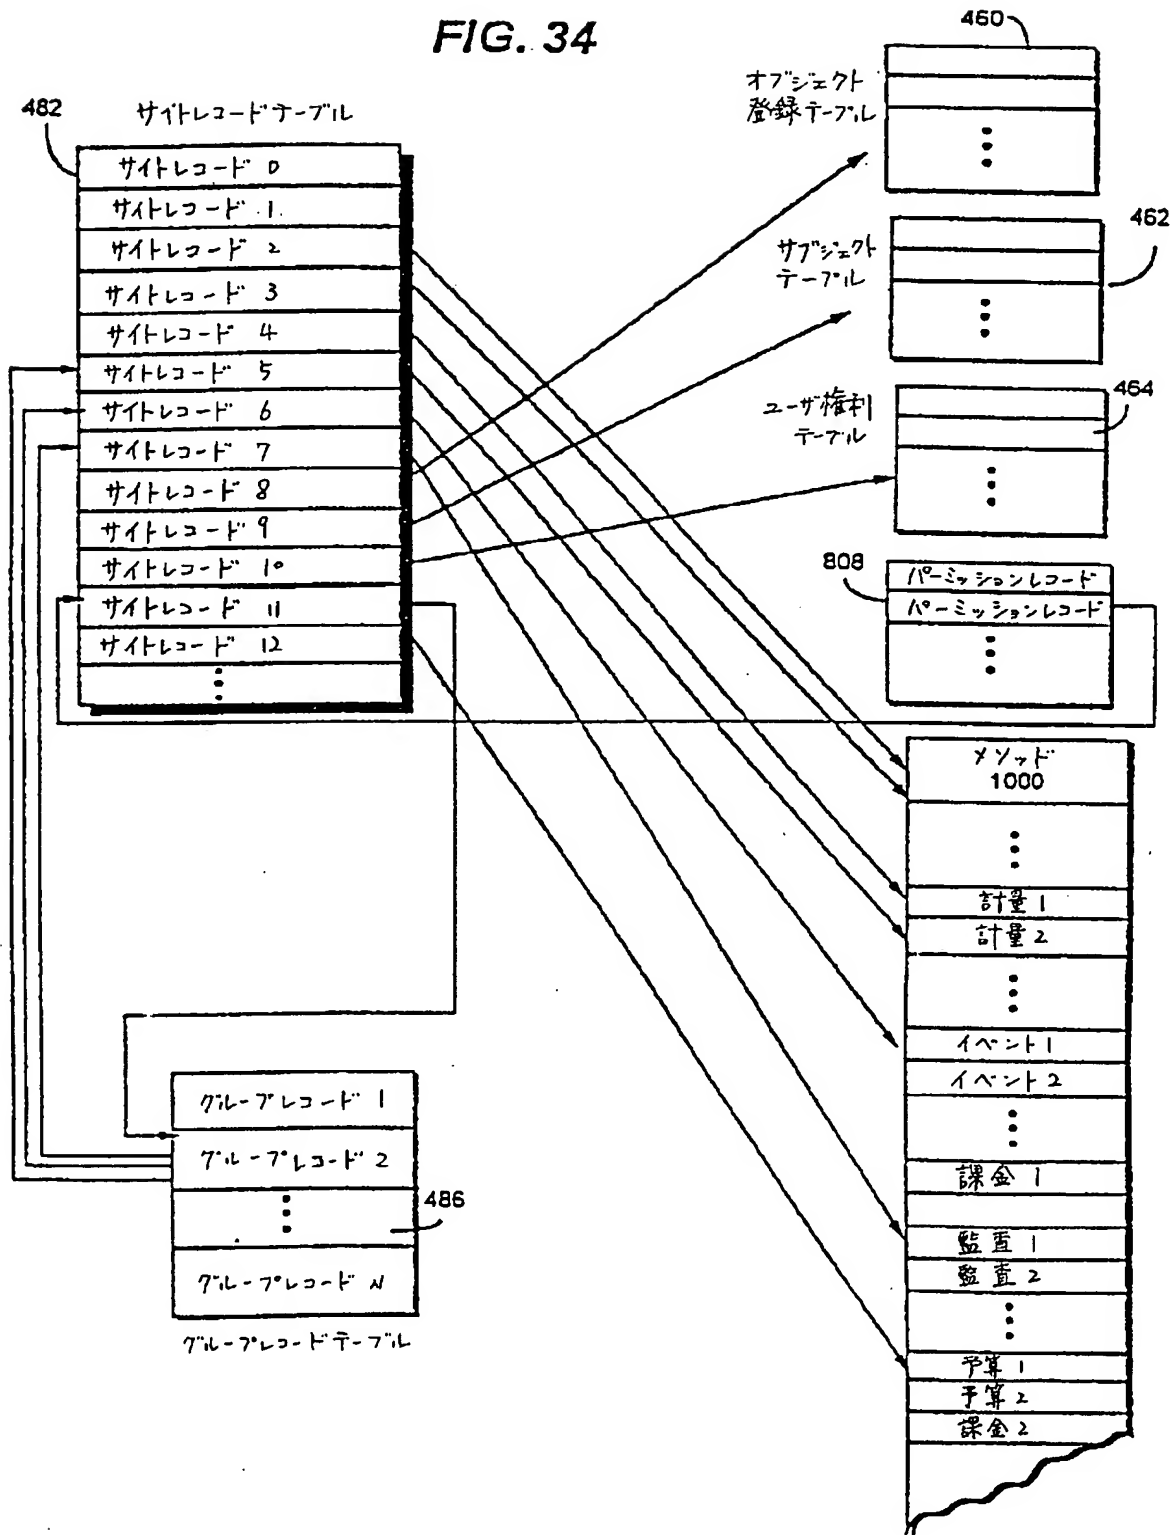 FIG. 34
482
サイトレコードテーブル
サイトレコード 0
サイトレコード 1
サイトレコード 2
サイトレコード 3
サイトレコード 4
サイトレコード 5
サイトレコード 6
サイトレコード 7
サイトレコード 8
サイトレコード 9
サイトレコード 10
サイトレコード 11
サイトレコード 12
460
オブジェクト
登録テーブル
サブジェクト
テーブル
462
ユーザ権利
テーブル
464
808
パーミッションレコード
パーミッションレコード
メソッド
1000
計量 1
計量 2
イベント 1
イベント 2
課金 1
監査 1
監査 2
予算 1
予算 2
課金 2
グループレコード 1
グループレコード 2
486
グループレコード N
グループレコードテーブル